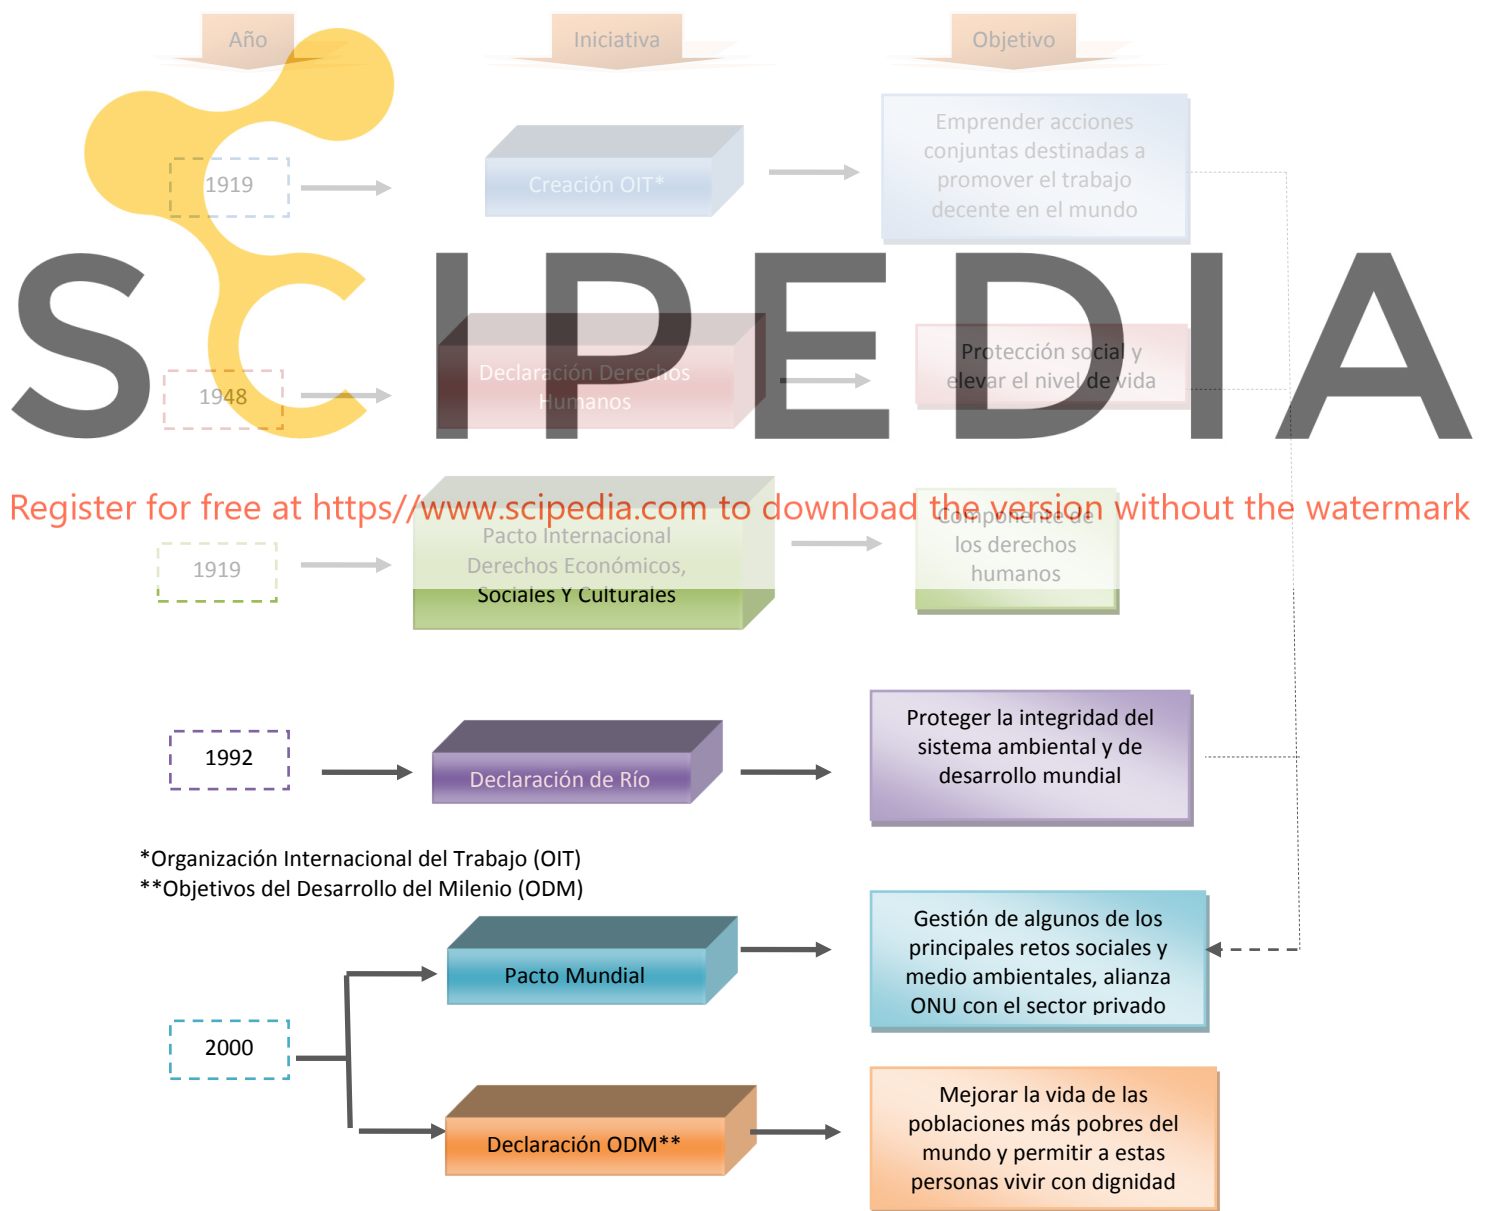 Año
Iniciativa
Objetivo
1919
Creación OIT*
Emprender acciones
conjuntas destinadas a
promover el trabajo
decente en el mundo
SCIPEDIA
1948
Declaración Derechos
Humanos
Protección social y
elevar el nivel de vida
Register for free at https//www.scipedia.com to download the version without the watermark
1919
Pacto Internacional
Derechos Económicos,
Sociales Y Culturales
Componente de
los derechos
humanos
1992
Declaración de Río
Proteger la integridad del
sistema ambiental y de
desarrollo mundial
*Organización Internacional del Trabajo (OIT)
**Objetivos del Desarrollo del Milenio (ODM)
2000
Pacto Mundial
Gestión de algunos de los
principales retos sociales y
medio ambientales, alianza
ONU con el sector privado
Declaración ODM**
Mejorar la vida de las
poblaciones más pobres del
mundo y permitir a estas
personas vivir con dignidad